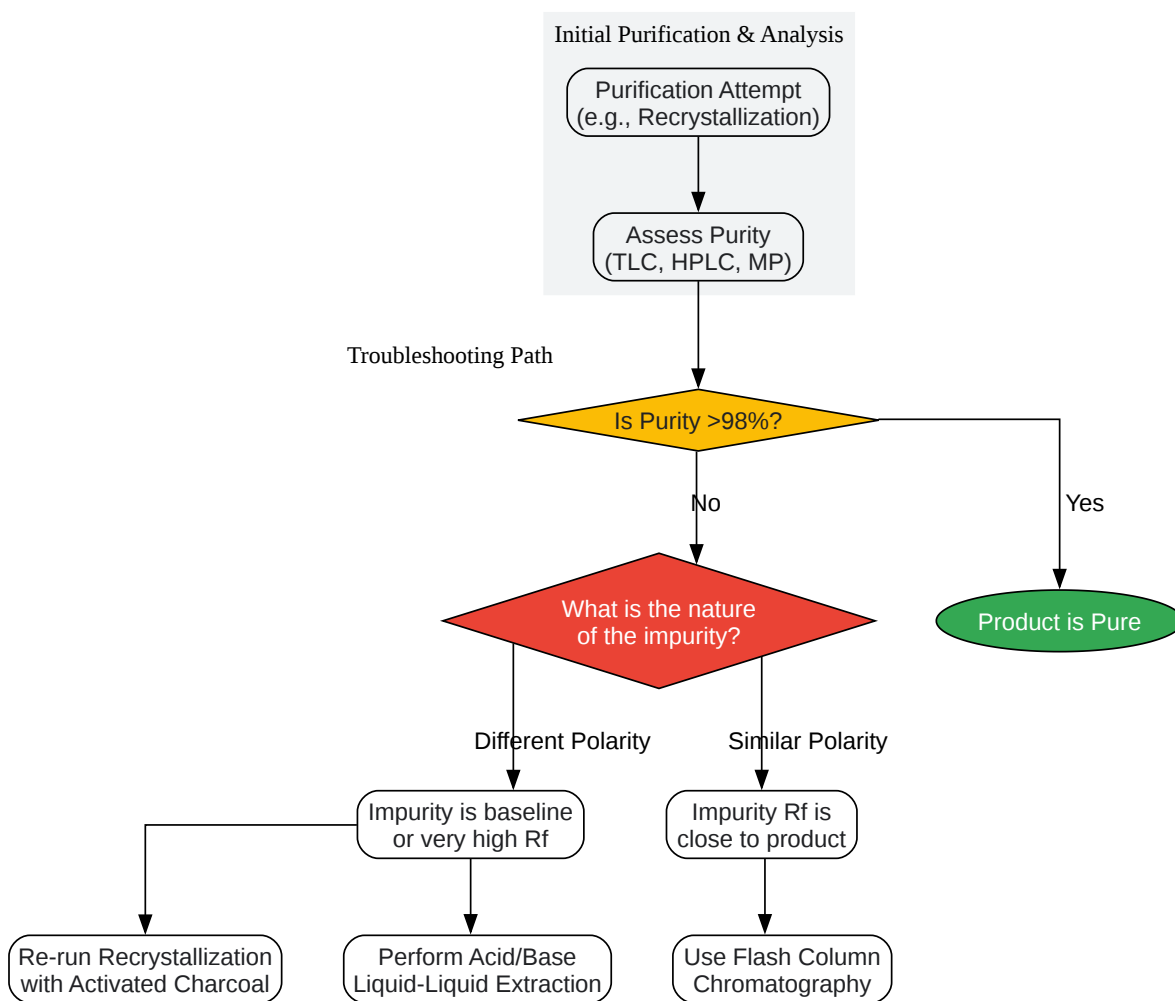 Initial Purification & Analysis
Purification Attempt
(e.g., Recrystallization)
Assess Purity
(TLC, HPLC, MP)
Troubleshooting Path
Is Purity >98%?
No
Yes
What is the nature
of the impurity?
Product is Pure
Different Polarity
Similar Polarity
Impurity is baseline
or very high Rf
Impurity Rf is
close to product
Re-run Recrystallization
with Activated Charcoal
Perform Acid/Base
Liquid-Liquid Extraction
Use Flash Column
Chromatography